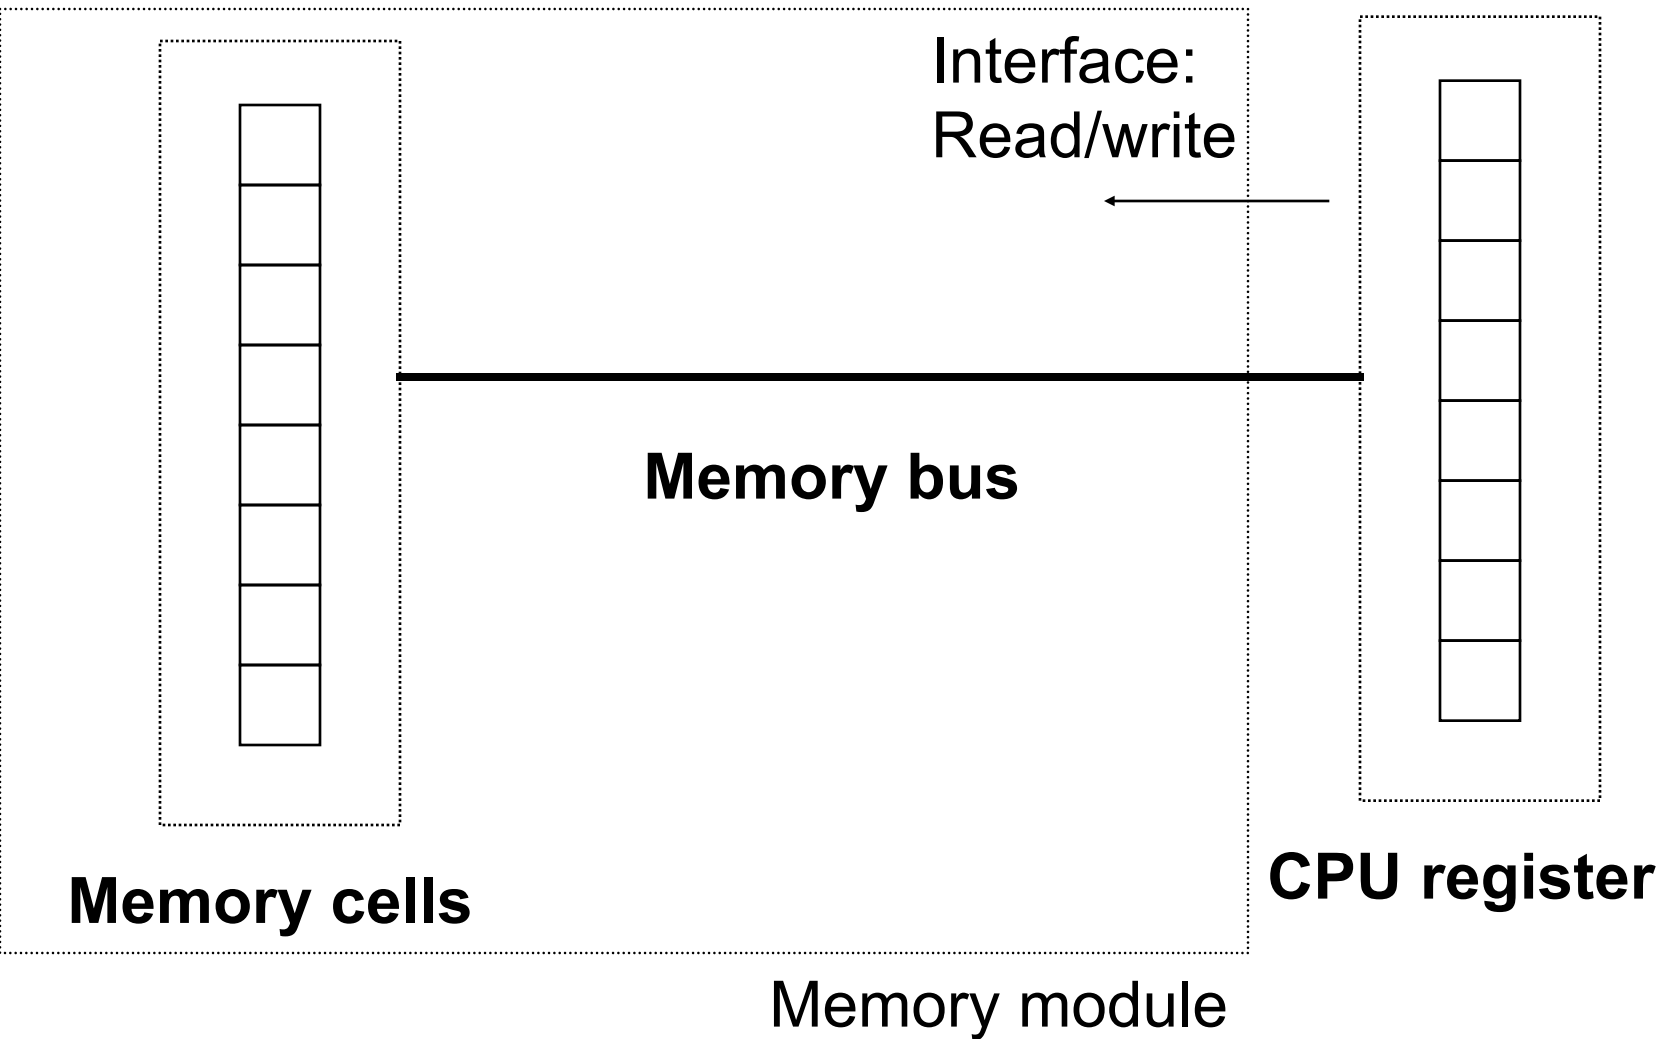 Interface:
Read/write
Memory bus
CPU register
Memory cells
Memory module